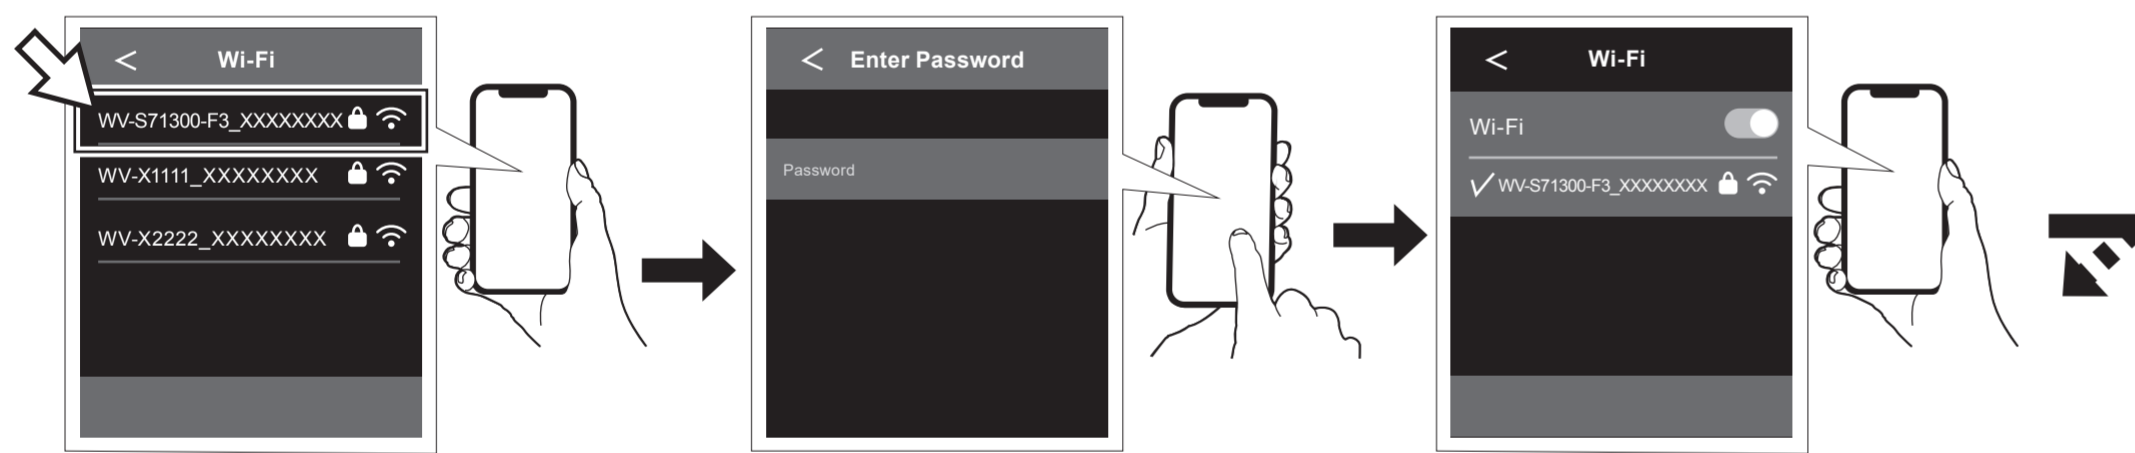 < Wi-Fi
WV-S71300-F3_XXXXXXXX
WV-X1111_XXXXXXXX
WV-X2222_XXXXXXXX
< Enter Password
Password
< Wi-Fi
Wi-Fi
WV-S71300-F3_XXXXXXXX